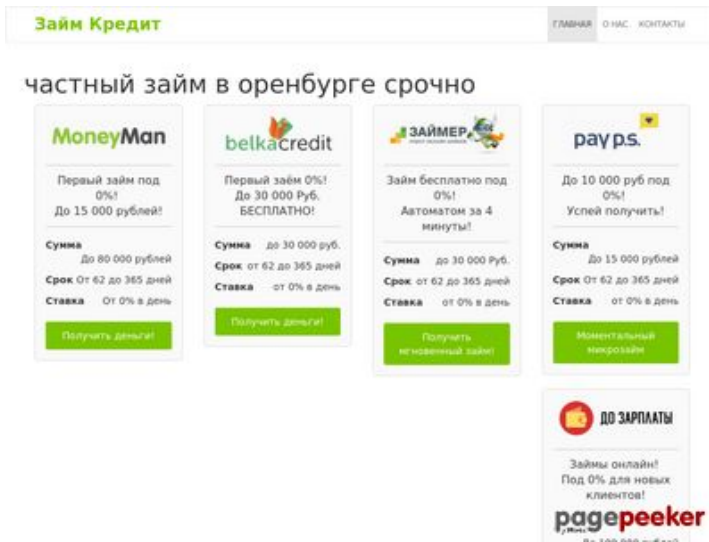 Займ Кредит
ГЛАВНАЯ О НАС КОНТАКТЫ
частный займ в оренбурге срочно
MoneyMan
Первый займ под
0%!
До 15 000 рублей!
Сумма
До 80 000 рублей
Срок От 62 до 365 дней
Ставка От 0% в день
Получить деньги!
belkacredit
Первый заём 0%!
До 30 000 Руб.
БЕСПЛАТНО!
Сумма до 30 000 руб.
Срок от 62 до 365 дней
Ставка от 0% в день
Получить деньги!
ЗАЙМЕР
Займ бесплатно под
0%!
Автоматом за 4
минуты!
Сумма до 30 000 Руб.
Срок от 62 до 365 дней
Ставка от 0% в день
Получить
мгновенный займ!
pay p.s.
До 10 000 руб под
0%!
Успей получить!
Сумма
До 15 000 рублей
Срок От 62 до 365 дней
Ставка От 0% в день
Моментальный
микрозайм
ДО ЗАРПЛАТЫ
Займы онлайн!
Под 0% для новых
клиентов!
pagepeeker
До 100 000 рублей